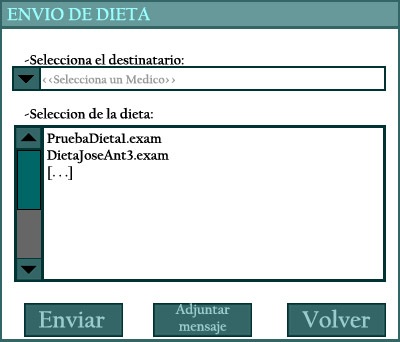 ENVIO DE DIETA
-Selecciona el destinatario:
<<Selecciona un Medico>>
-Seleccion de la dieta:
PruebaDieta1.exam
DietaJoseAnt3.exam
[. . .]
Enviar
Adjuntar
mensaje
Volver